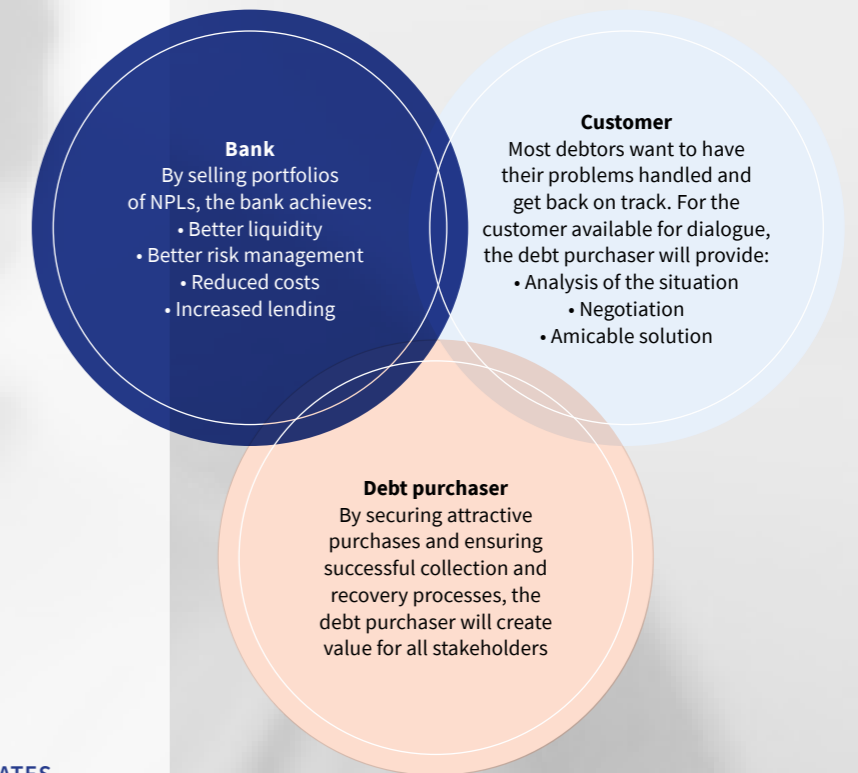 Bank
By selling portfolios
of NPLs, the bank achieves:
• Better liquidity
• Better risk management
• Reduced costs
• Increased lending
Customer
Most debtors want to have
their problems handled and
get back on track. For the
customer available for dialogue,
the debt purchaser will provide:
• Analysis of the situation
• Negotiation
• Amicable solution
Debt purchaser
By securing attractive
purchases and ensuring
successful collection and
recovery processes, the
debt purchaser will create
value for all stakeholders